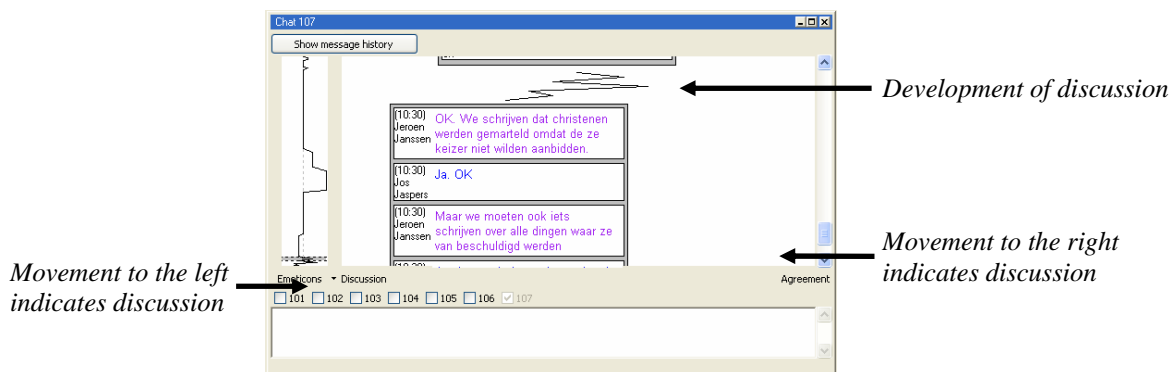 Chat 107
Show message history
(10:30)
Jeroen
Janssen
OK. We schrijven dat christenen
werden gemarteld omdat de ze
keizer niet wilden aanbidden.
(10:30)
Jos
Jaspers
Ja. OK
(10:30)
Jeroen
Janssen
Maar we moeten ook iets
schrijven over alle dingen waar ze
van beschuldigd werden
Development of discussion
Movement to the right
indicates discussion
Movement to the left
indicates discussion
Emoticons Discussion Agreement
101 102 103 104 105 106 107